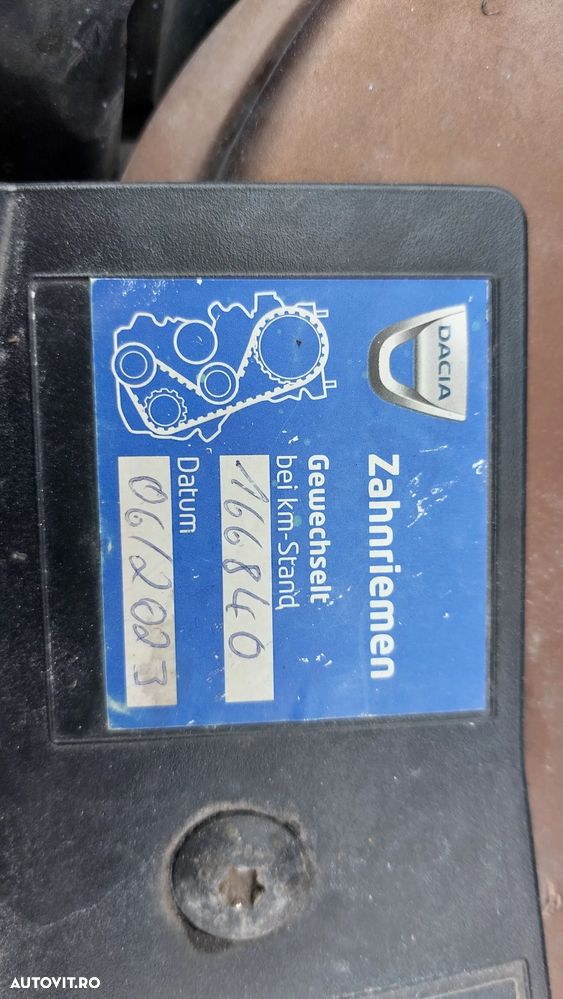 DACIA
Zahnriemen
Gewechselt
bei km-Stand
166840
Datum
06/2023
AUTOVIT.RO